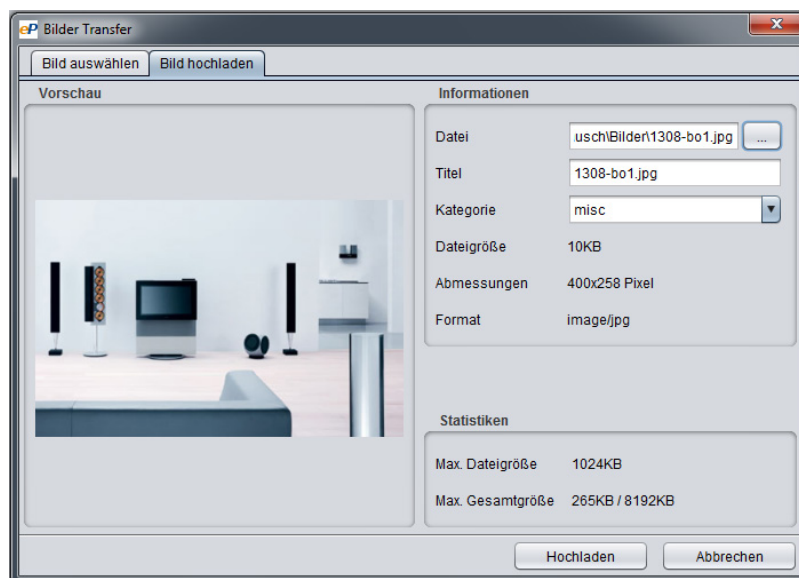 eP Bilder Transfer
Bild auswählen Bild hochladen
Vorschau
Informationen
Datei .usch\Bilder\1308-bo1.jpg ...
Titel 1308-bo1.jpg
Kategorie misc
Dateigröße 10KB
Abmessungen 400x258 Pixel
Format image/jpg
Statistiken
Max. Dateigröße 1024KB
Max. Gesamtgröße 265KB / 8192KB
Hochladen Abbrechen